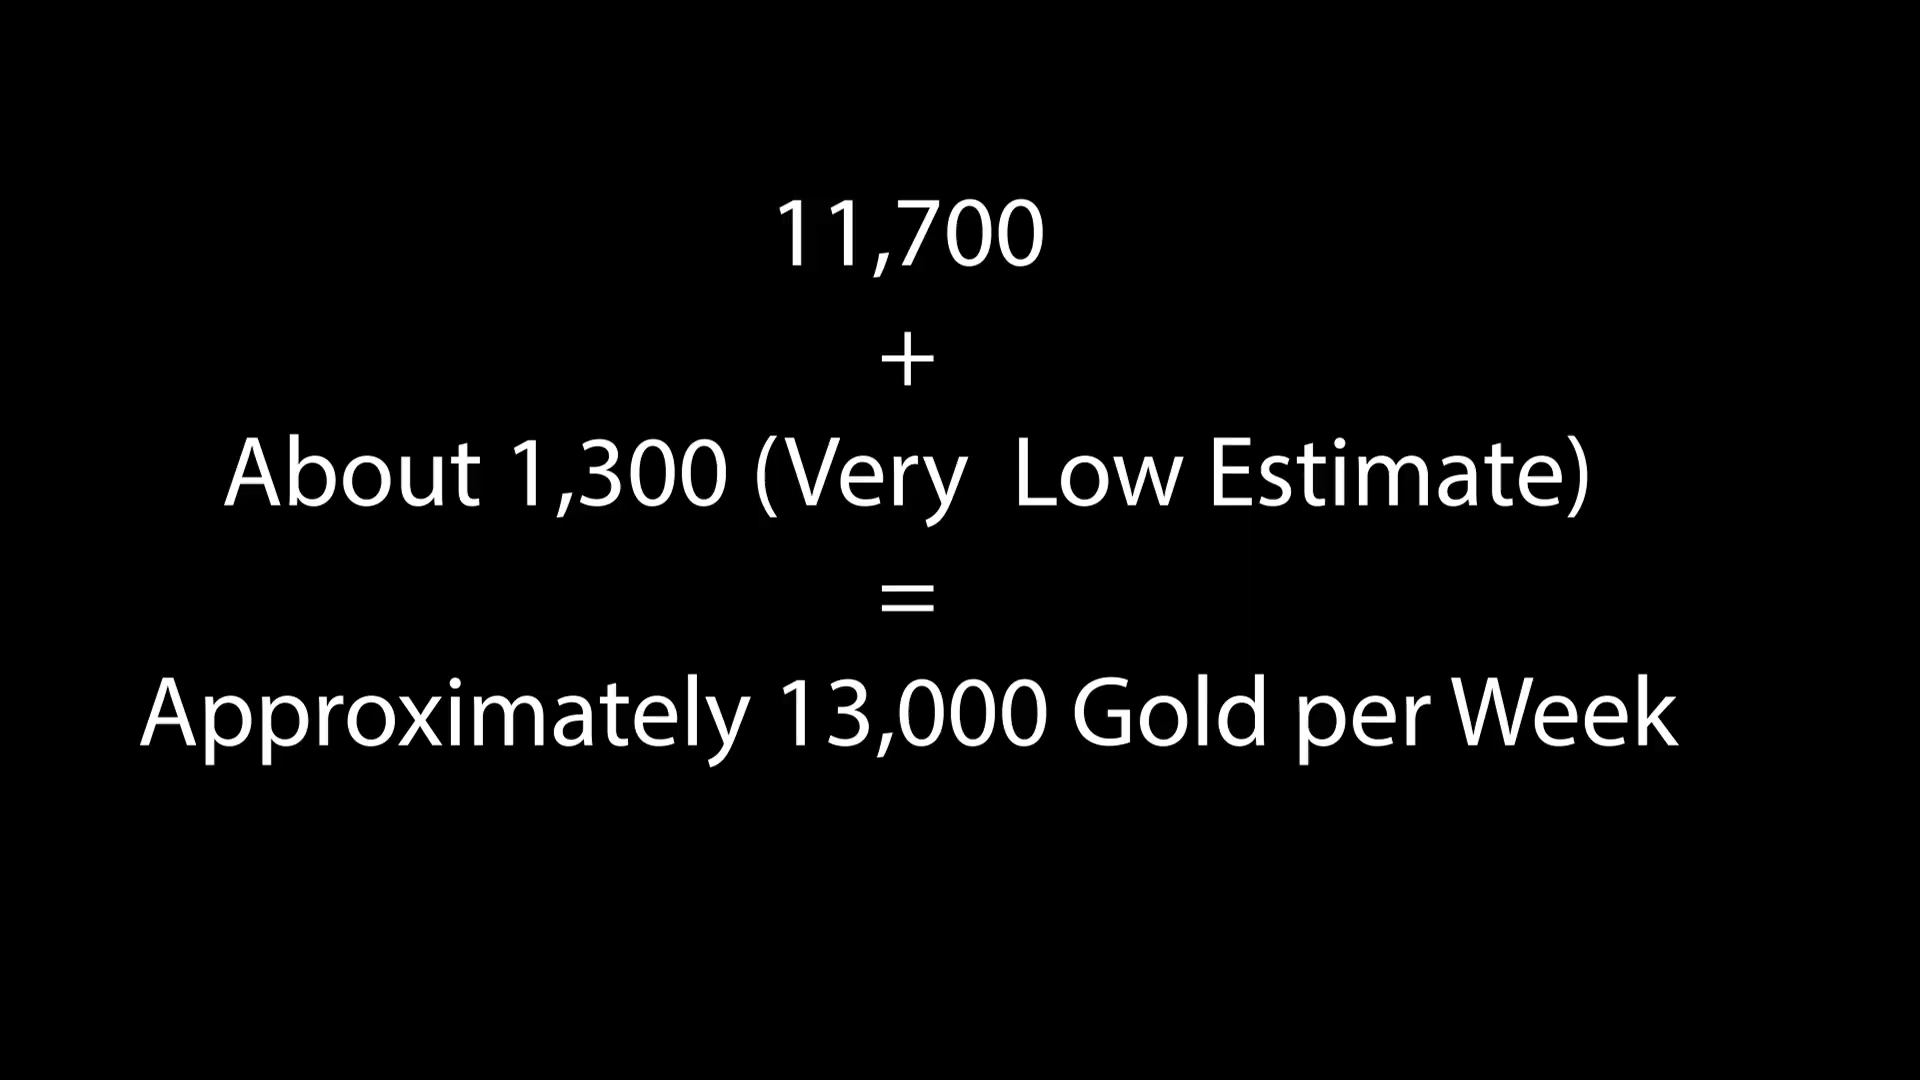 11,700
+
About 1,300 (Very  Low Estimate)
=
Approximately 13,000 Gold per Week